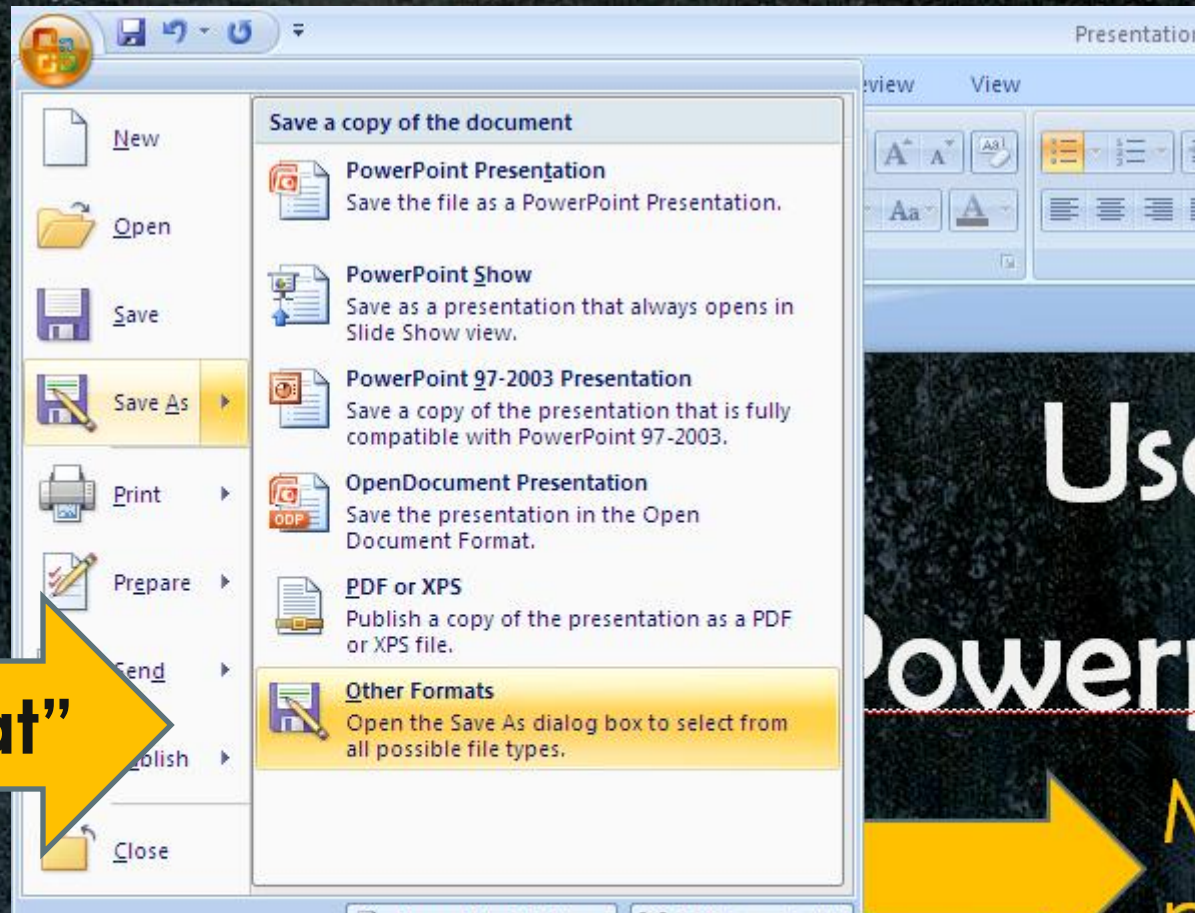 Presentation
View
New
Open
Save
Save As
Print
Prepare
Send
Close
Save a copy of the document
PowerPoint Presentation
Save the file as a PowerPoint Presentation.
PowerPoint Show
Save as a presentation that always opens in
Slide Show view.
PowerPoint 97-2003 Presentation
Save a copy of the presentation that is fully
compatible with PowerPoint 97-2003.
OpenDocument Presentation
ODP
Save the presentation in the Open
Document Format.
PDF or XPS
Publish a copy of the presentation as a PDF
or XPS file.
Other Formats
Open the Save As dialog box to select from
all possible file types.
Aa
A